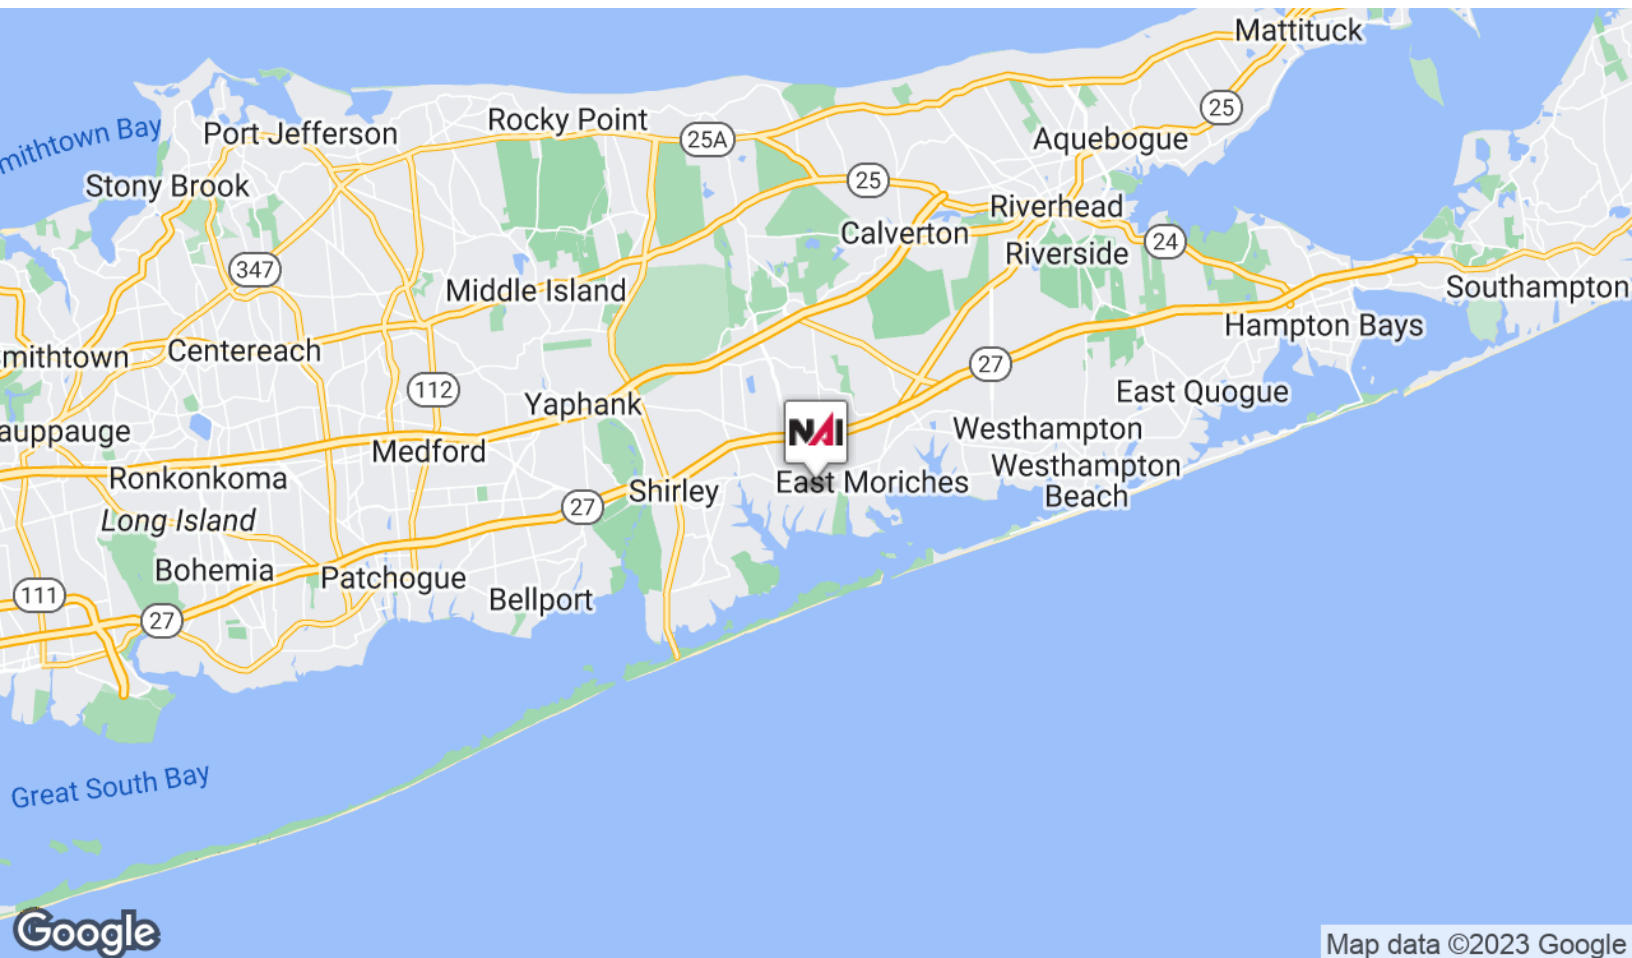 Mattituck
25
Rocky Point
Port Jefferson
25A
Aquebogue
mithtown Bay
Stony Brook
25
Riverhead
Calverton
24
Riverside
347
Middle Island
Southampton
Hampton Bays
mithtown
Centereach
27
112
East Quogue
Yaphank
NAI
Westhampton
auppauge
Medford
Westhampton
Beach
Ronkonkoma
East Moriches
Shirley
27
Long Island
Bohemia
Patchogue
111
Bellport
27
Great South Bay
Google
Map data ©2023 Google